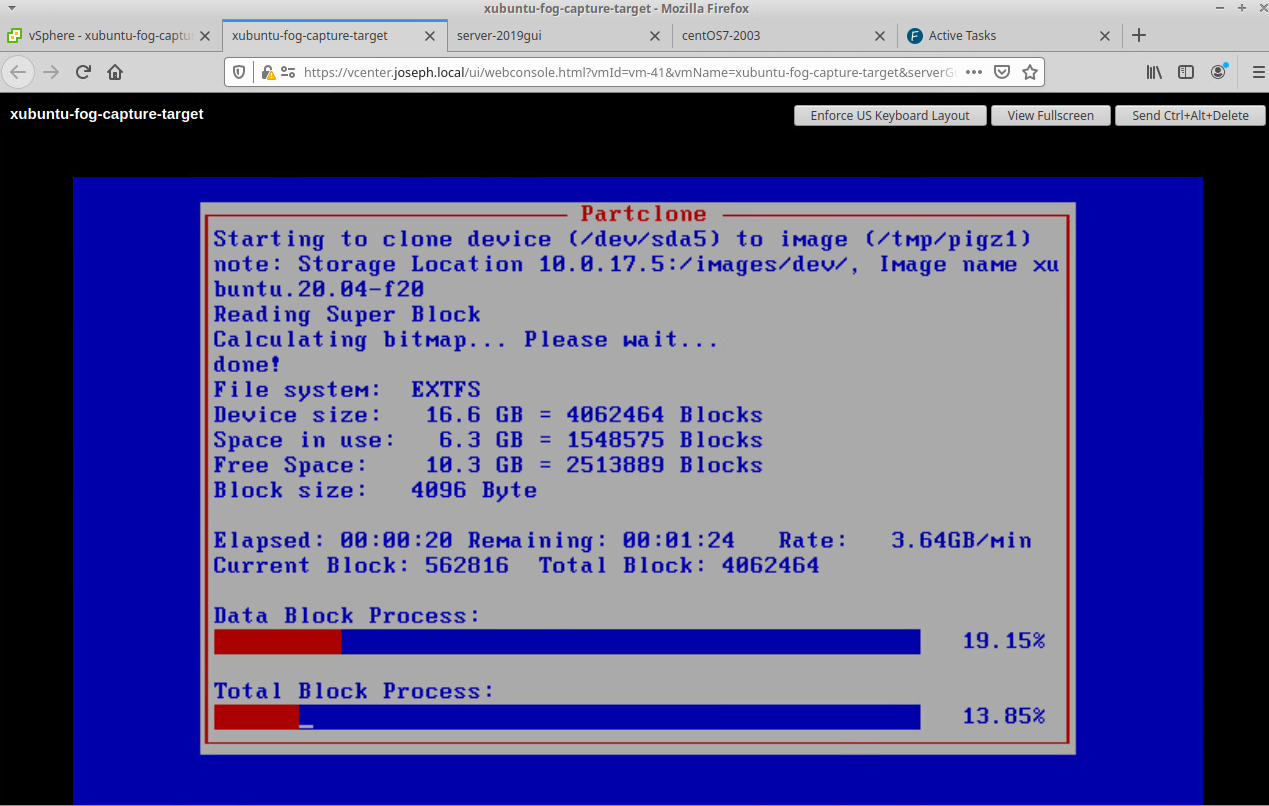 xubuntu-fog-capture-target - Mozilla Firefox
vSphere - xubuntu-fog-captu
xubuntu-fog-capture-target
server-2019gui
centOS7-2003
Active Tasks
https://vcenter.joseph.local/ui/webconsole.html?vmId=vm-41&vmName=xubuntu-fog-capture-target&serverGu
xubuntu-fog-capture-target
Enforce US Keyboard Layout
View Fullscreen
Send Ctrl+Alt+Delete
Partclone
Starting to clone device (/dev/sda5) to image (/tmp/pigz1)
note: Storage Location 10.0.17.5:/images/dev/, Image name xu
buntu.20.04-f20
Reading Super Block
Calculating bitmap... Please wait...
done!
File system: EXTFS
Device size: 16.6 GB = 4062464 Blocks
Space in use: 6.3 GB = 1548575 Blocks
Free Space: 10.3 GB = 2513889 Blocks
Block size: 4096 Byte
Elapsed: 00:00:20 Remaining: 00:01:24 Rate: 3.64GB/min
Current Block: 562816 Total Block: 4062464
Data Block Process:
19.15%
Total Block Process:
13.85%